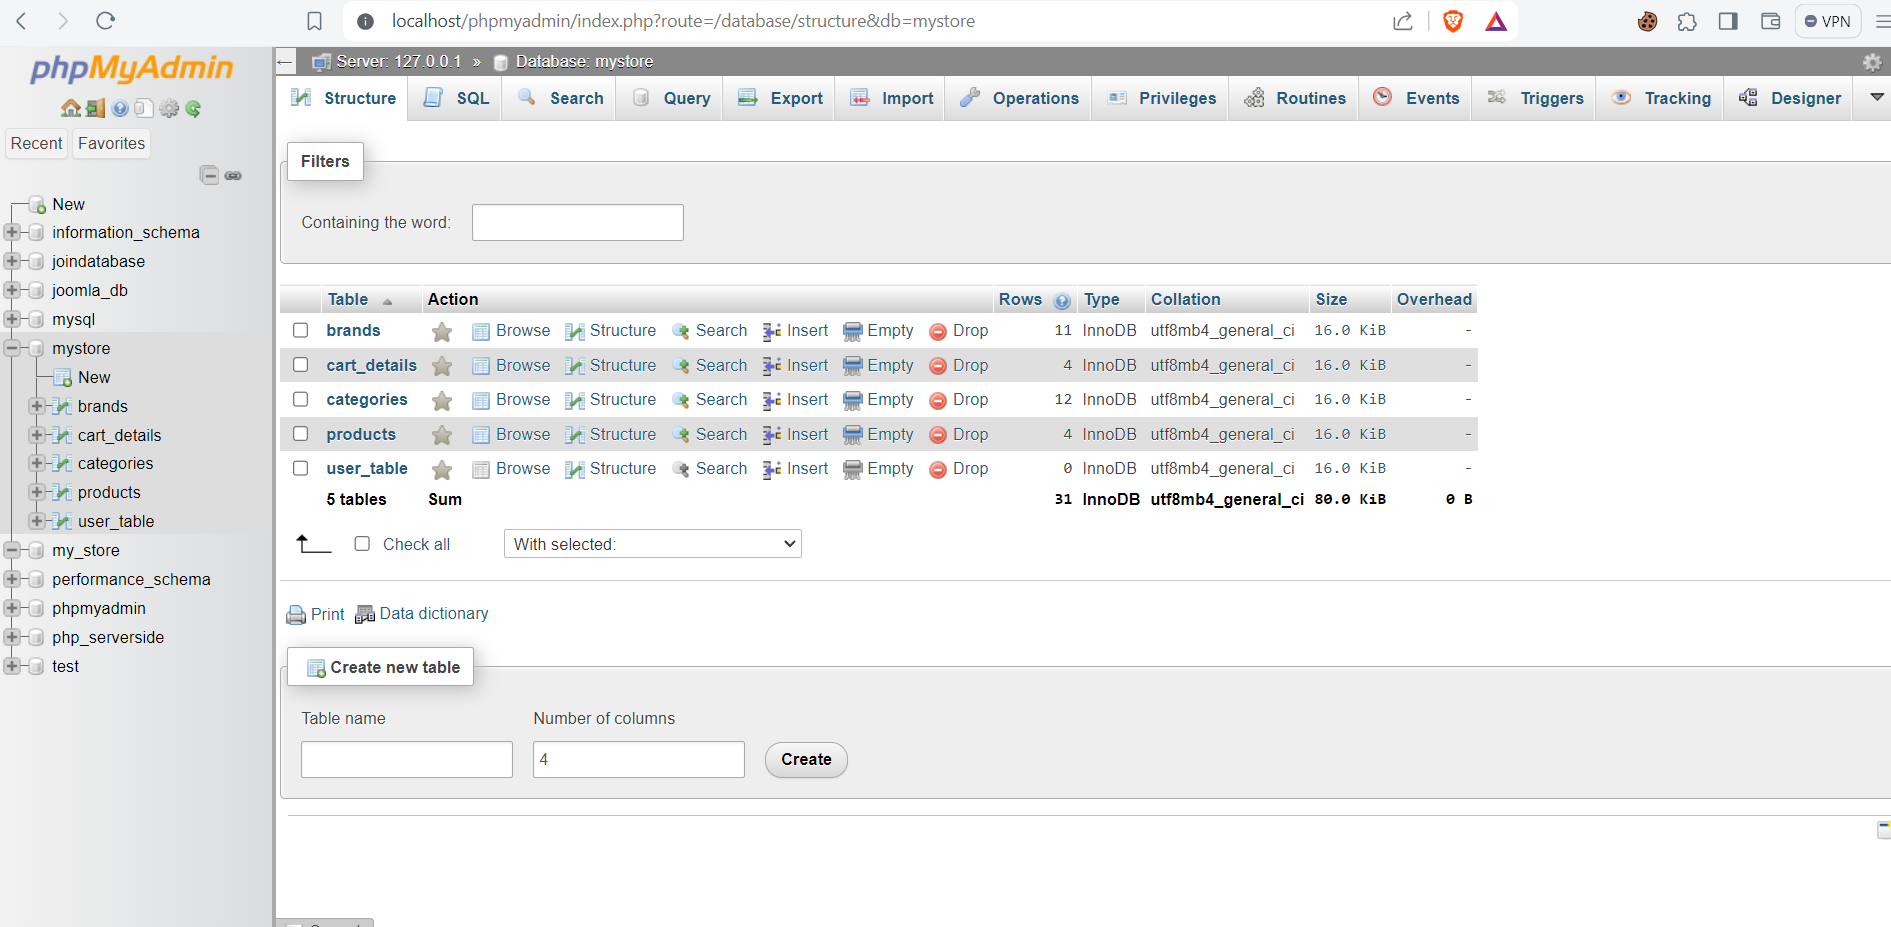 localhost/phpmyadmin/index.php?route=/database/structure&db=mystore
VPN
phpMyAdmin
Recent Favorites
New
information_schema
joindatabase
joomla_db
mysql
mystore
New
brands
cart_details
categories
products
user_table
my_store
performance_schema
phpmyadmin
php_serverside
test
Server: 127.0.0.1 » Database: mystore
Structure SQL Search Query Export Import Operations Privileges Routines Events Triggers Tracking Designer
Filters
Containing the word:
Table Action Rows Type Collation Size Overhead
brands Browse Structure Search Insert Empty Drop 11 InnoDB utf8mb4_general_ci 16.0 KiB -
cart_details Browse Structure Search Insert Empty Drop 4 InnoDB utf8mb4_general_ci 16.0 KiB -
categories Browse Structure Search Insert Empty Drop 12 InnoDB utf8mb4_general_ci 16.0 KiB -
products Browse Structure Search Insert Empty Drop 4 InnoDB utf8mb4_general_ci 16.0 KiB -
user_table Browse Structure Search Insert Empty Drop 0 InnoDB utf8mb4_general_ci 16.0 KiB -
5 tables Sum 31 InnoDB utf8mb4_general_ci 80.0 KiB 0 B
Check all With selected:
Print Data dictionary
Create new table
Table name Number of columns
4 Create